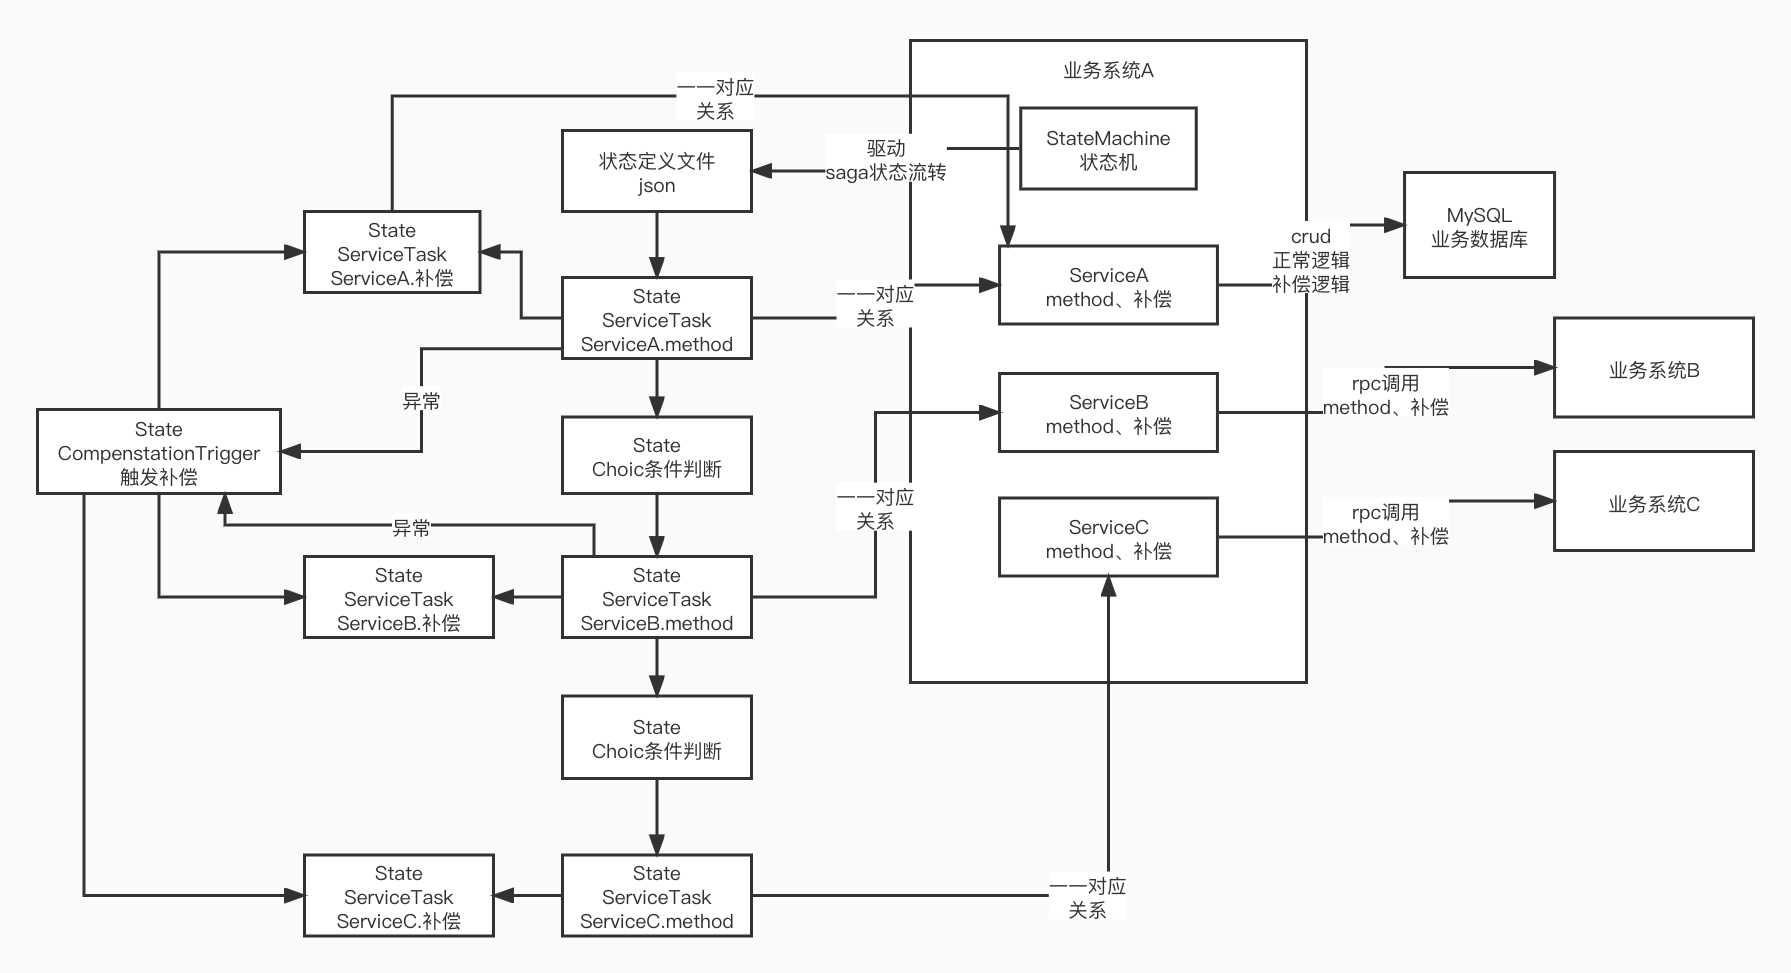 业务系统A
一一对应
关系
StateMachine
状态机
驱动
saga状态流转
状态定义文件
json
MySQL
业务数据库
State
ServiceTask
ServiceA.补偿
crud
正常逻辑
补偿逻辑
ServiceA
method、补偿
State
ServiceTask
ServiceA.method
一一对应
关系
业务系统B
rpc调用
method、补偿
ServiceB
method、补偿
异常
State
CompenstationTrigger
触发补偿
State
Choic条件判断
一一对应
关系
业务系统C
rpc调用
method、补偿
ServiceC
method、补偿
异常
State
ServiceTask
ServiceB.补偿
State
ServiceTask
ServiceB.method
State
Choic条件判断
State
ServiceTask
ServiceC.补偿
State
ServiceTask
ServiceC.method
一一对应
关系